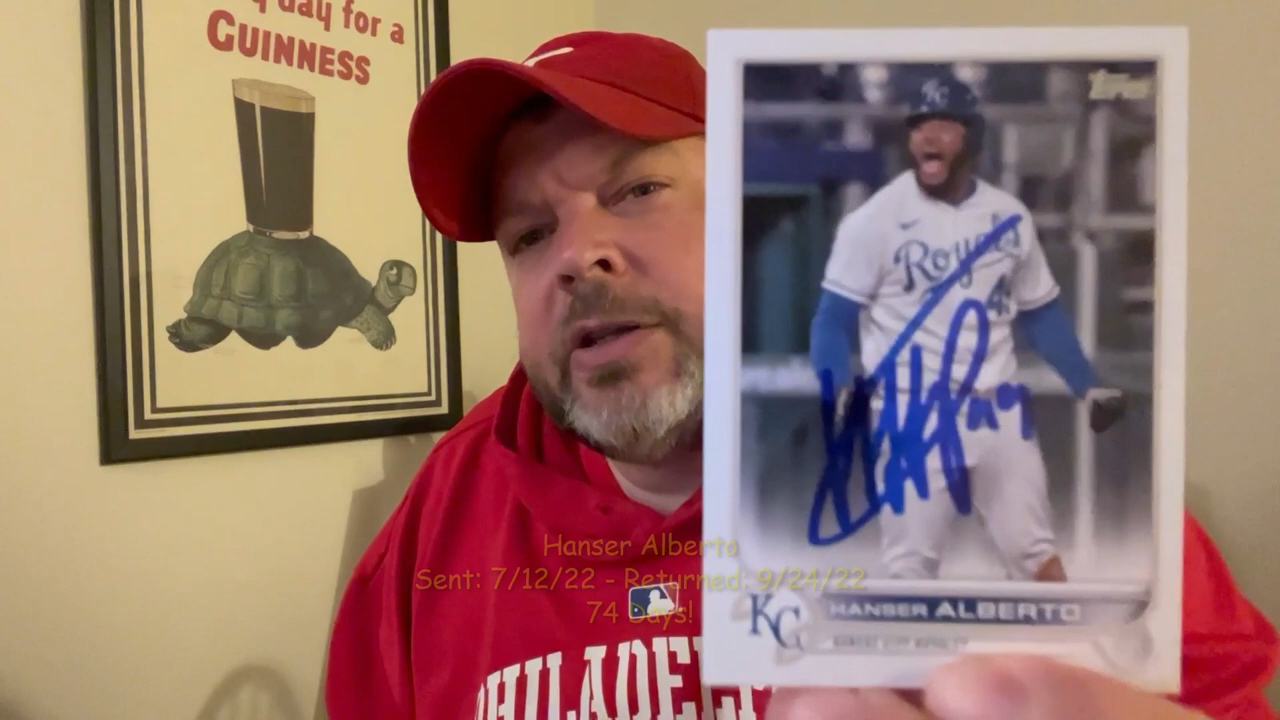 day for a
GUINNESS
Topps
Royals
KC
HANSER ALBERTO
Hanser Alberto
Sent: 7/12/22 - Returned: 9/24/22
74 Days!